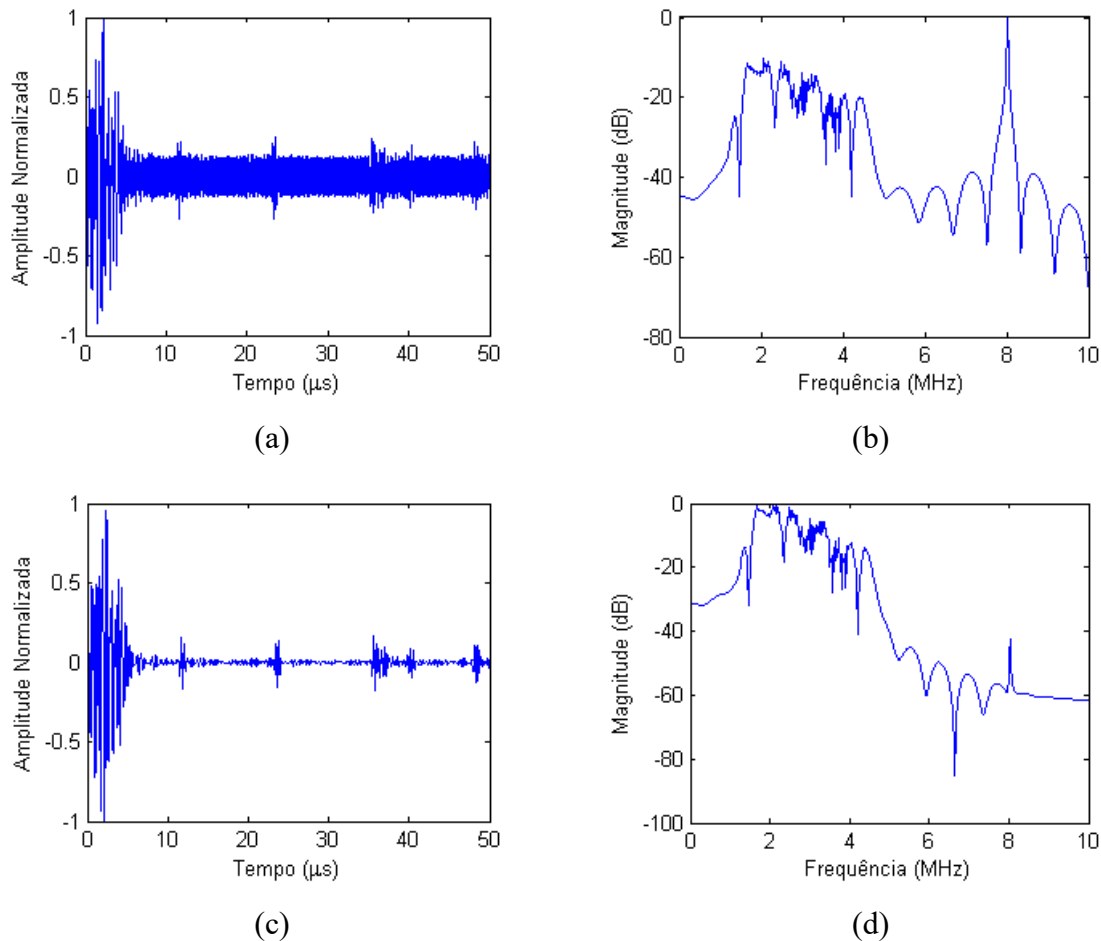 1
0.5
0
-0.5
-1
Amplitude Normalizada
0 10 20 30 40 50
Tempo (μs)
(a)
0
-20
-40
-60
-80
Magnitude (dB)
0 2 4 6 8 10
Frequência (MHz)
(b)
1
0.5
0
-0.5
-1
Amplitude Normalizada
0 10 20 30 40 50
Tempo (μs)
(c)
0
-20
-40
-60
-80
-100
Magnitude (dB)
0 2 4 6 8 10
Frequência (MHz)
(d)